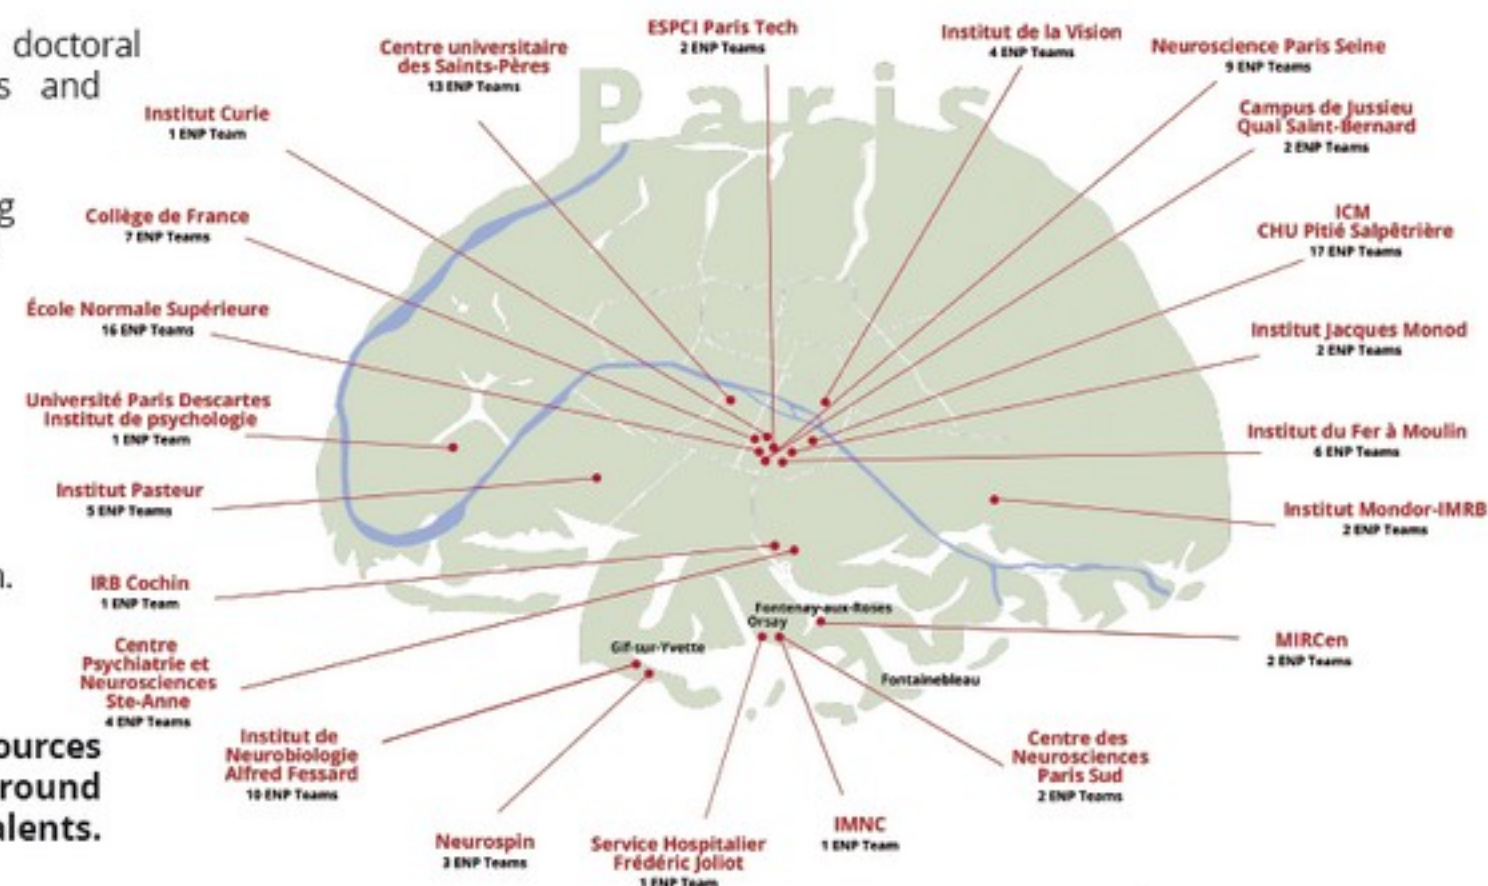 doctoral
s and
g
n.
ources
round
alents.
Paris
ESPCI Paris Tech
2 ENP Teams
Centre universitaire
des Saints-Pères
13 ENP Teams
Institut de la Vision
4 ENP Teams
Neuroscience Paris Seine
9 ENP Teams
Institut Curie
1 ENP Team
Campus de Jussieu
Quai Saint-Bernard
2 ENP Teams
Collège de France
7 ENP Teams
ICM
CHU Pitié Salpêtrière
17 ENP Teams
École Normale Supérieure
16 ENP Teams
Institut Jacques Monod
2 ENP Teams
Université Paris Descartes
Institut de psychologie
1 ENP Team
Institut du Fer à Moulin
6 ENP Teams
Institut Pasteur
5 ENP Teams
Institut Mondor-IMRB
2 ENP Teams
IRB Cochin
1 ENP Team
Fontenay-aux-Roses
Orsay
Gif-sur-Yvette
Fontainebleau
MIRCen
2 ENP Teams
Centre
Psychiatrie et
Neurosciences
Ste-Anne
4 ENP Teams
Institut de
Neurobiologie
Alfred Fessard
10 ENP Teams
Centre des
Neurosciences
Paris Sud
2 ENP Teams
Neurospin
3 ENP Teams
Service Hospitalier
Frédéric Joliot
1 ENP Team
IMNC
1 ENP Team